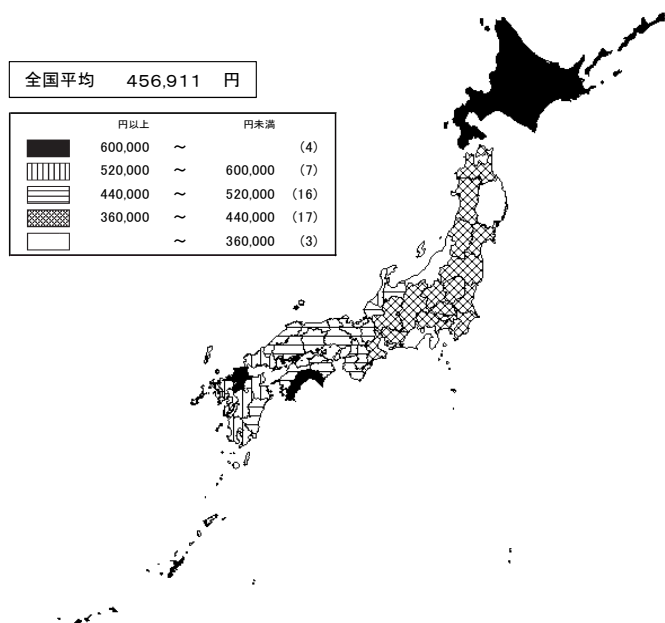 全国平均 456,911 円
円以上 円未満
600,000 ～ (4)
520,000 ～ 600,000 (7)
440,000 ～ 520,000 (16)
360,000 ～ 440,000 (17)
～ 360,000 (3)